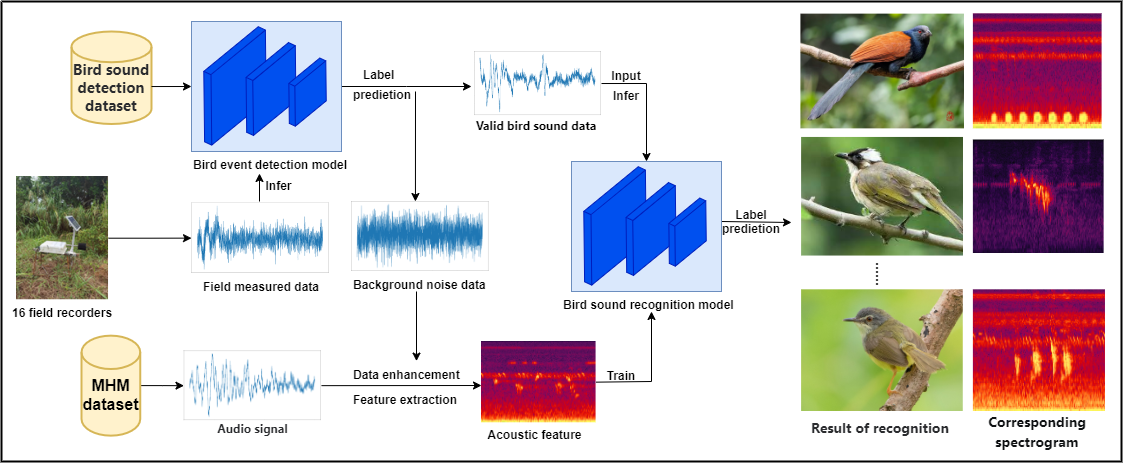 Bird sound
detection
dataset
Bird event detection model
Label
predietion
Valid bird sound data
Input
Infer
Infer
16 field recorders
Field measured data
Background noise data
Bird sound recognition model
Label
predietion
MHM
dataset
Audio signal
Data enhancement
Feature extraction
Acoustic feature
Train
Result of recognition
Corresponding
spectrogram